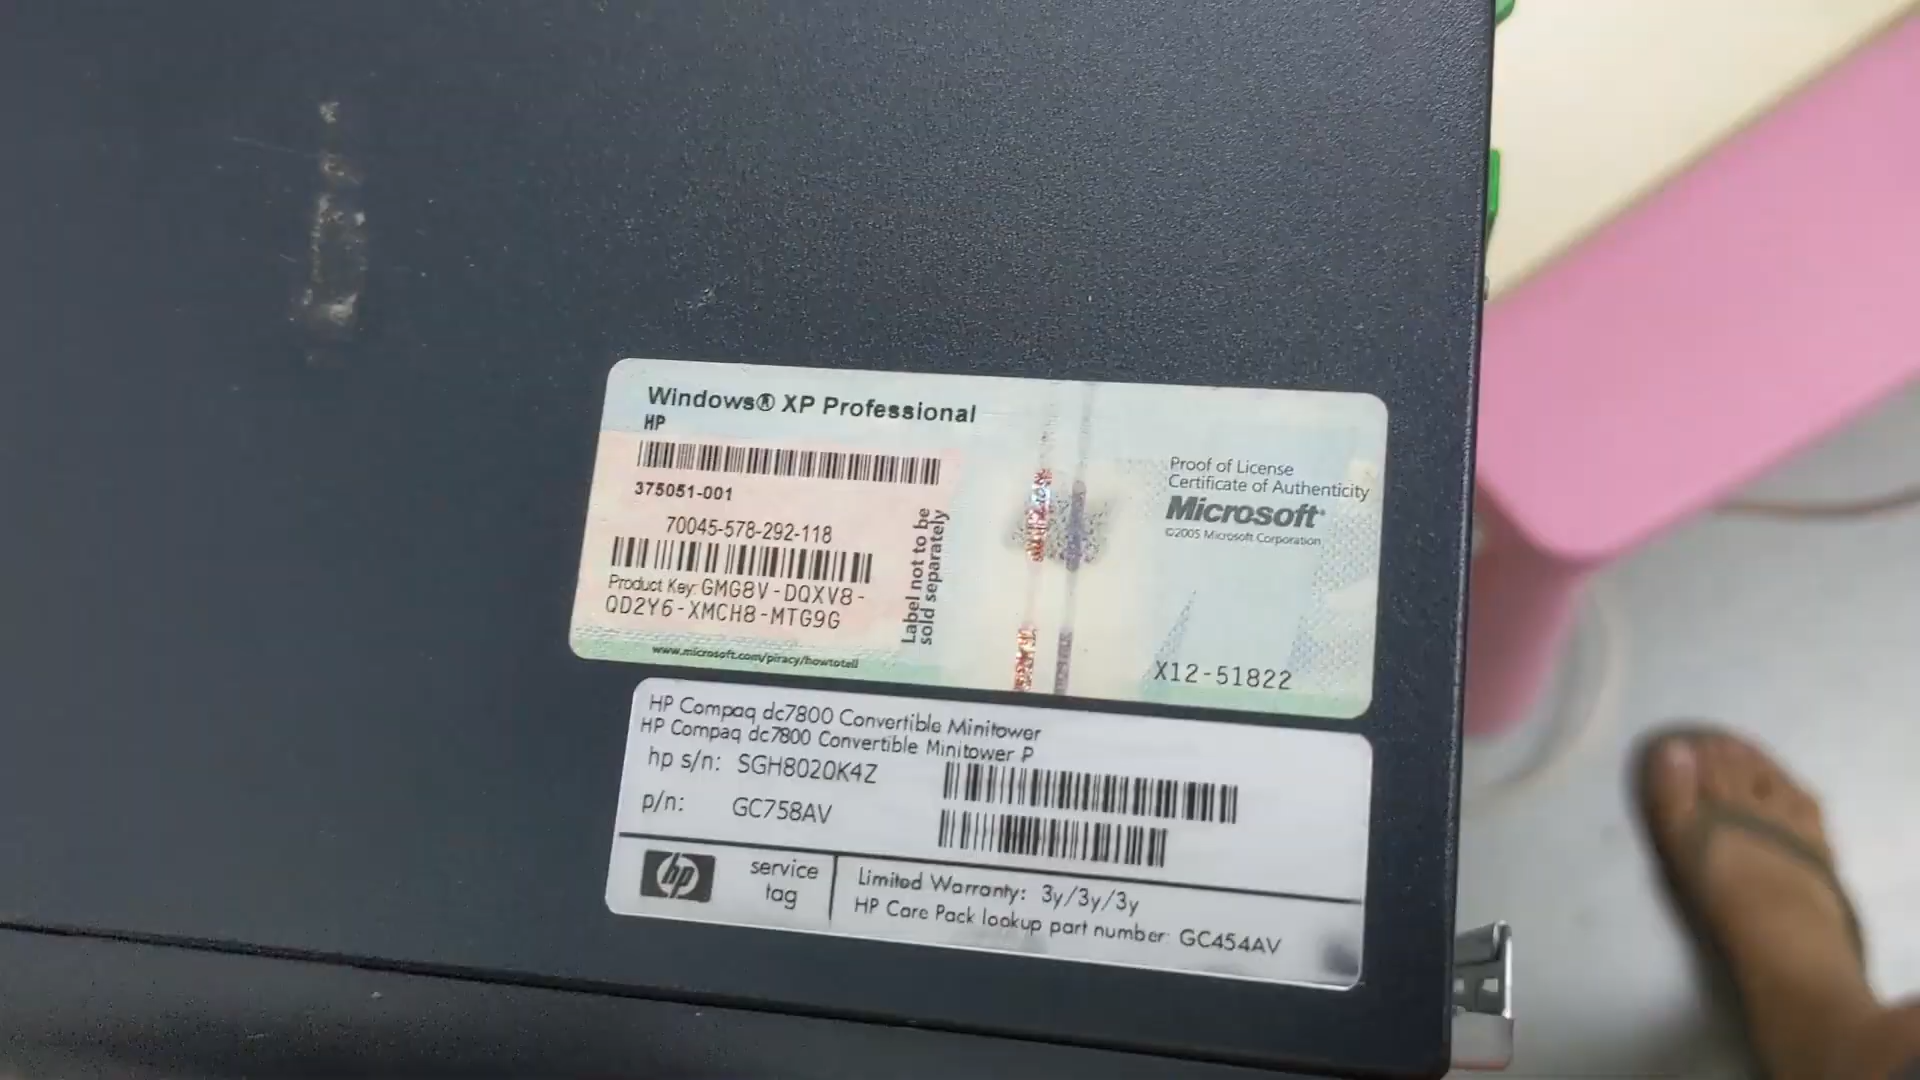 Windows® XP Professional
HP
375051-001
70045-578-292-118
Product Key: GMG8V-DQXV8-
QD2Y6-XMCH8-MTG9G
www.microsoft.com/piracy/howtotell
Label not to be
sold separately
Proof of License
Certificate of Authenticity
Microsoft®
©2005 Microsoft Corporation
X12-51822
HP Compaq dc7800 Convertible Minitower
HP Compaq dc7800 Convertible Minitower P
hp s/n: SGH8020K4Z
p/n: GC758AV
hp
service
tag
Limited Warranty: 3y/3y/3y
HP Care Pack lookup part number: GC454AV